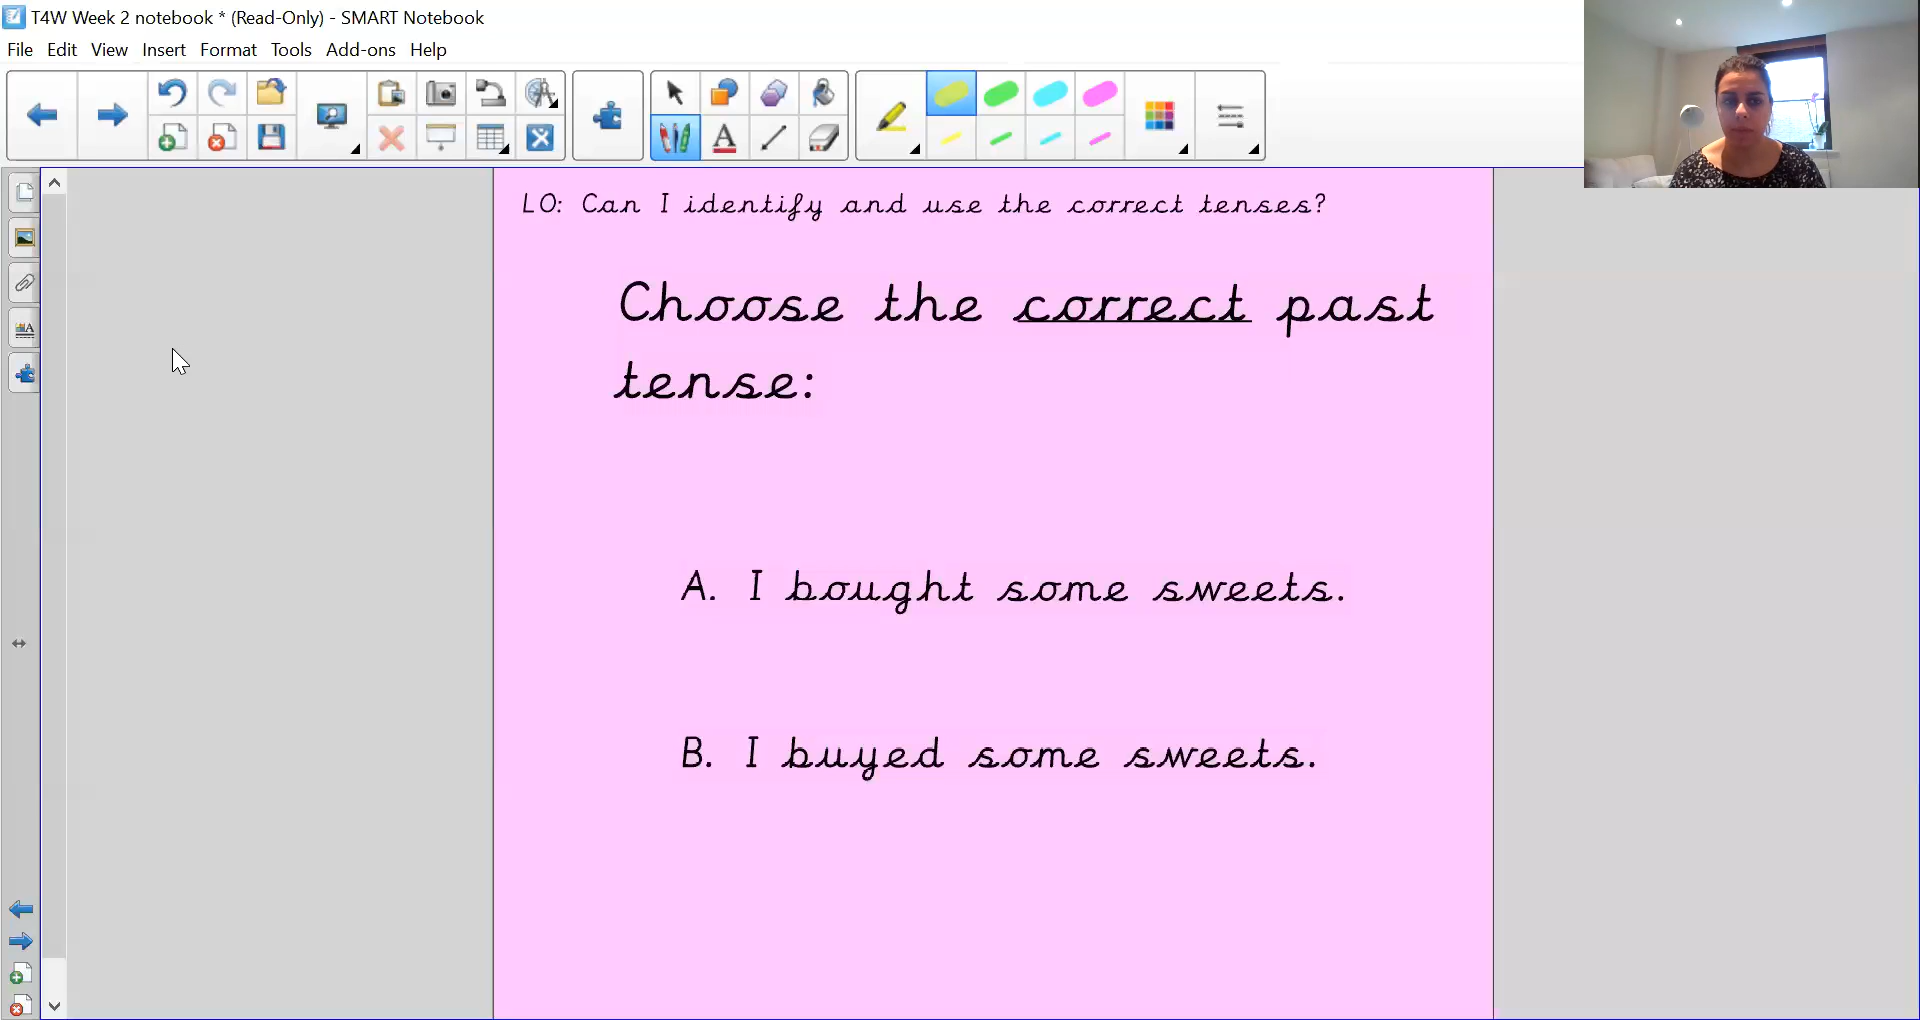 T4W Week 2 notebook * (Read-Only) - SMART Notebook
File Edit View Insert Format Tools Add-ons Help
LO: Can I identify and use the correct tenses?
Choose the correct past
tense:
A. I bought some sweets.
B. I buyed some sweets.